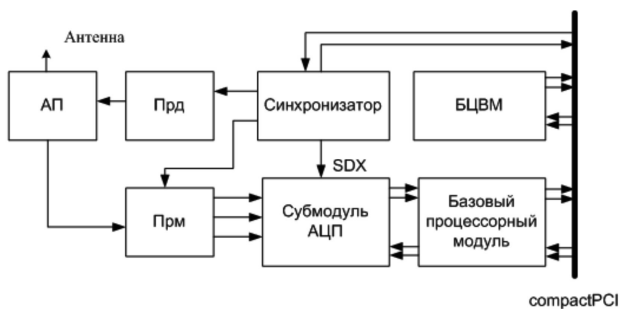 Антенна
АП
Прд
Синхронизатор
БЦВМ
SDX
Прм
Субмодуль
АЦП
Базовый
процессорный
модуль
compactPCI